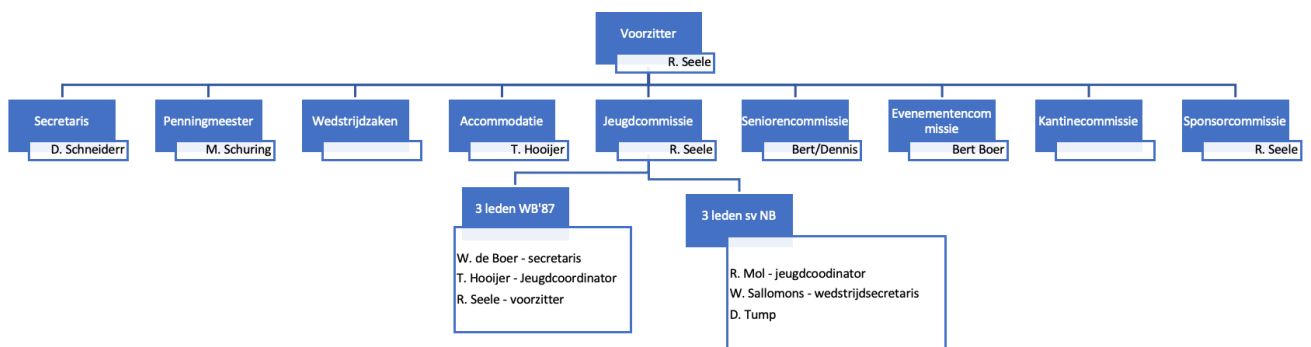 Voorzitter
R. Seele
Secretaris
D. Schneiderr
Penningmeester
M. Schuring
Wedstrijdzaken
Accommodatie
T. Hooijer
Jeugdcommissie
R. Seele
Seniorencommissie
Bert/Dennis
Evenementencom
missie
Bert Boer
Kantinecommissie
Sponsorcommissie
R. Seele
3 leden WB'87
W. de Boer - secretaris
T. Hooijer - Jeugdcoordinator
R. Seele - voorzitter
3 leden sv NB
R. Mol - jeugdcoodinator
W. Sallomons - wedstrijdsecretaris
D. Tump